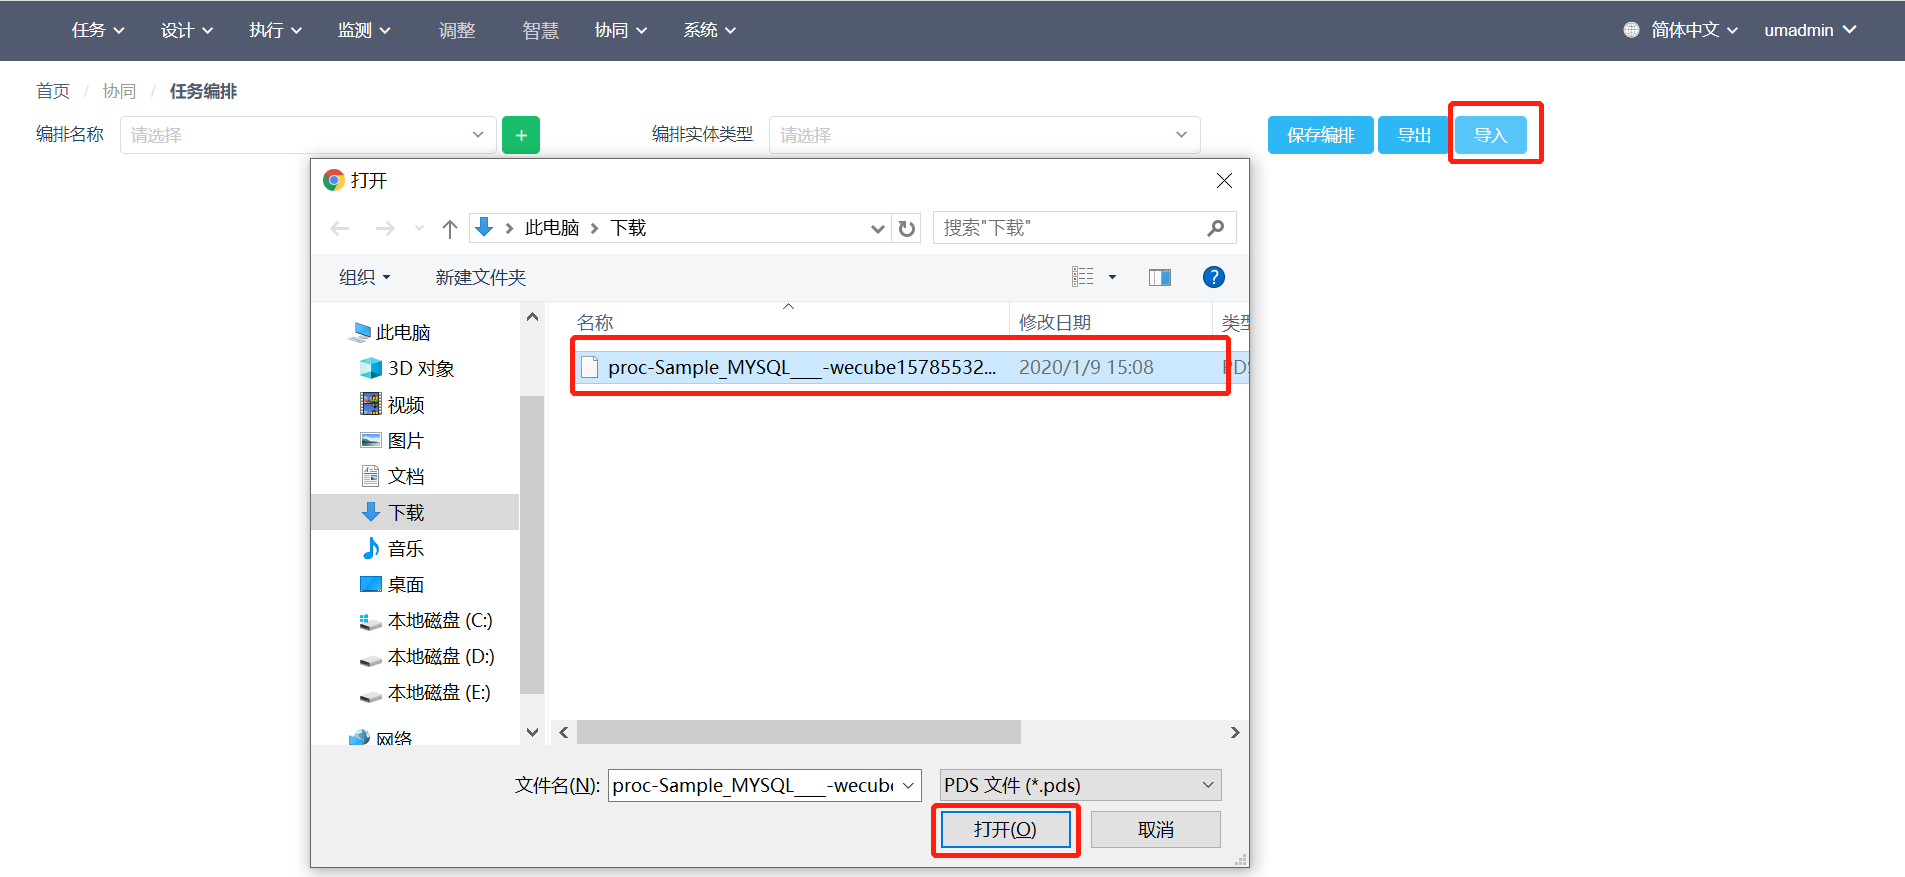 任务 设计 执行 监测 调整 智慧 协同 系统 简体中文 umadmin
首页 / 协同 / 任务编排
编排名称 请选择 + 编排实体类型 请选择 保存编排 导出 导入
打开
此电脑 下载 搜索"下载"
组织 新建文件夹 ?
名称 修改日期 类型
proc-Sample_MYSQL____-wecube15785532... 2020/1/9 15:08 PDS
此电脑
3D 对象
视频
图片
文档
下载
音乐
桌面
本地磁盘 (C:)
本地磁盘 (D:)
本地磁盘 (E:)
网络
文件名(N): proc-Sample_MYSQL____-wecube PDS 文件 (*.pds)
打开(O) 取消